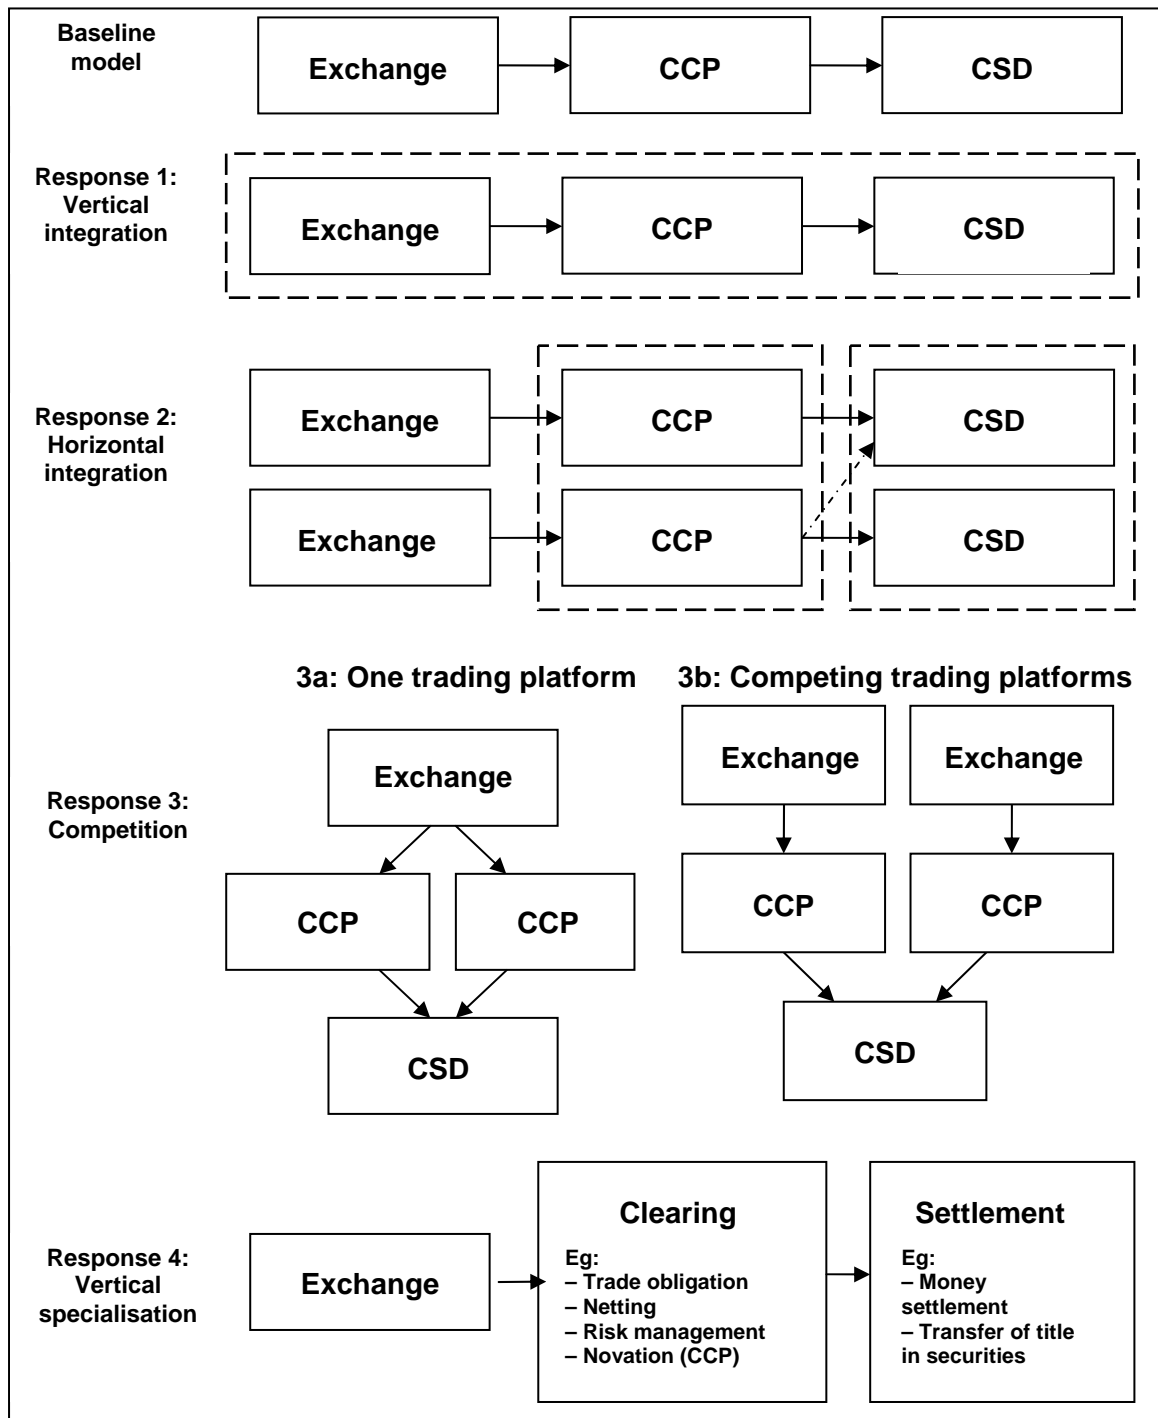 Baseline
model
Exchange
CCP
CSD
Response 1:
Vertical
integration
Exchange
CCP
CSD
Response 2:
Horizontal
integration
Exchange
CCP
CSD
Exchange
CCP
CSD
3a: One trading platform
3b: Competing trading platforms
Response 3:
Competition
Exchange
CCP
CCP
CSD
Exchange
Exchange
CCP
CCP
CSD
Response 4:
Vertical
specialisation
Exchange
Clearing
Eg:
– Trade obligation
– Netting
– Risk management
– Novation (CCP)
Settlement
Eg:
– Money
settlement
– Transfer of title
in securities